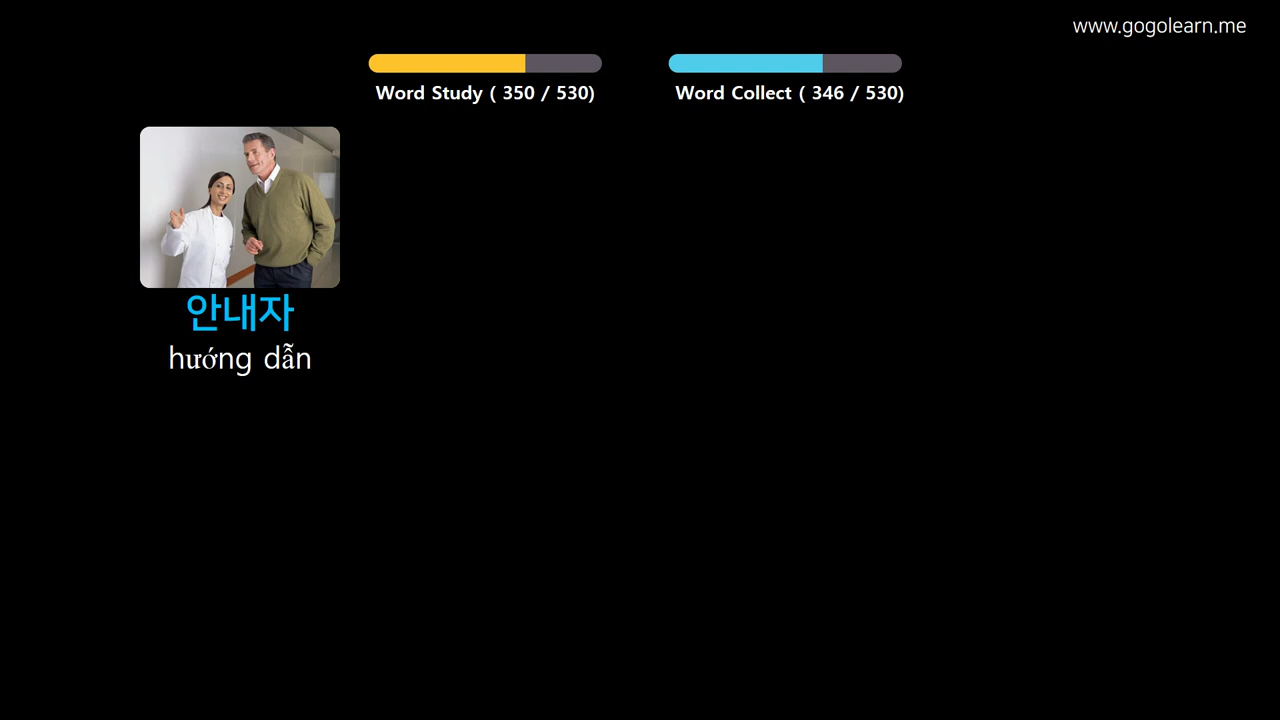 www.gogolearn.me
Word Study ( 350 / 530)
Word Collect ( 346 / 530)
안내자
hướng dẫn